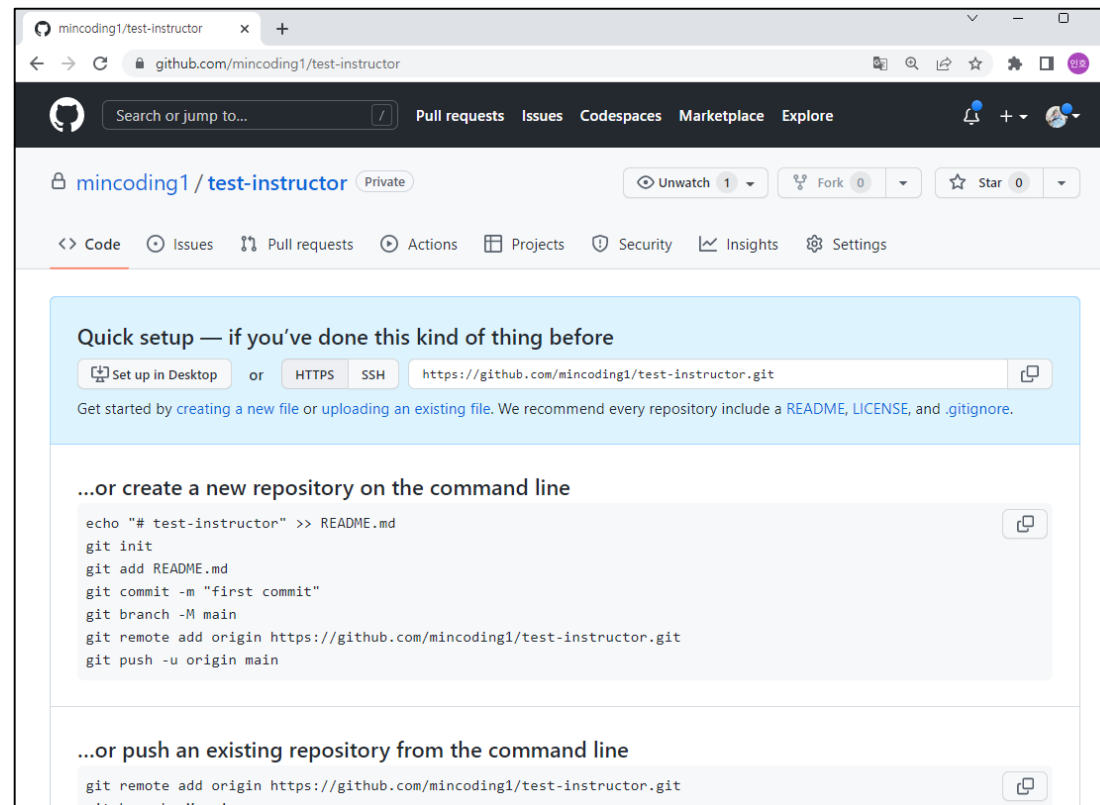 mincoding1/test-instructor
github.com/mincoding1/test-instructor
인호
Search or jump to... /
Pull requests Issues Codespaces Marketplace Explore
mincoding1 / test-instructor Private
Unwatch 1 Fork 0 Star 0
Code Issues Pull requests Actions Projects Security Insights Settings
Quick setup — if you've done this kind of thing before
Set up in Desktop or HTTPS SSH https://github.com/mincoding1/test-instructor.git
Get started by creating a new file or uploading an existing file. We recommend every repository include a README, LICENSE, and .gitignore.
...or create a new repository on the command line
echo "# test-instructor" >> README.md
git init
git add README.md
git commit -m "first commit"
git branch -M main
git remote add origin https://github.com/mincoding1/test-instructor.git
git push -u origin main
...or push an existing repository from the command line
git remote add origin https://github.com/mincoding1/test-instructor.git